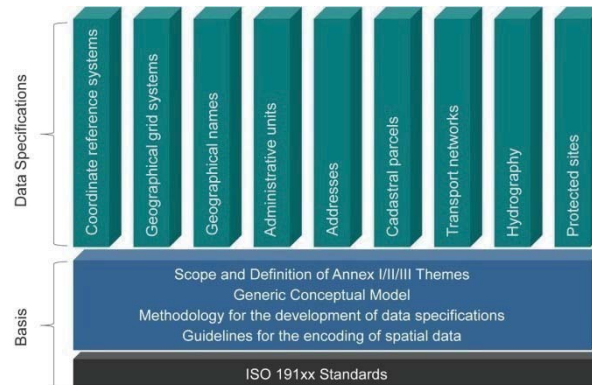 Data Specifications
Coordinate reference systems
Geographical grid systems
Geographical names
Administrative units
Addresses
Cadastral parcels
Transport networks
Hydrography
Protected sites
Basis
Scope and Definition of Annex I/II/III Themes
Generic Conceptual Model
Methodology for the development of data specifications
Guidelines for the encoding of spatial data
ISO 191xx Standards